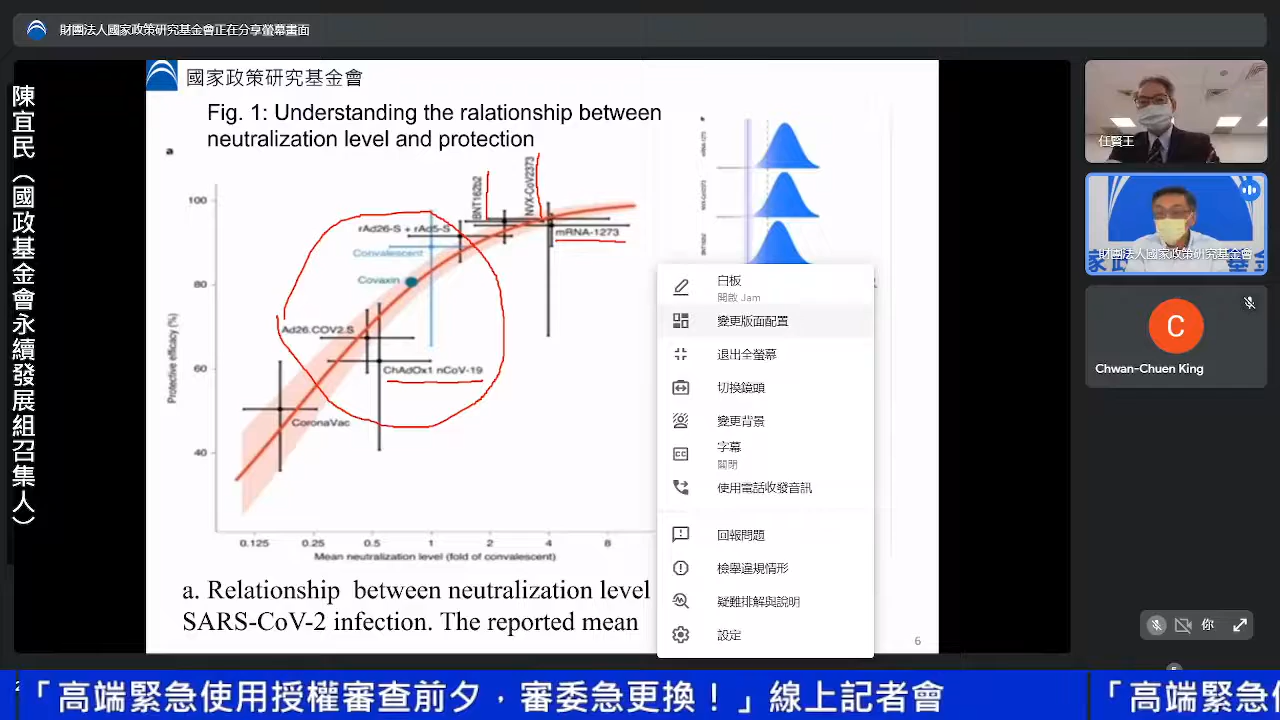 財團法人國家政策研究基金會正在分享螢幕畫面
陳宜民（國政基金會永續發展組召集人）
國家政策研究基金會
Fig. 1: Understanding the ralationship between
neutralization level and protection
a
100
80
60
40
Protective efficacy (%)
BNT162b2
NVX-CoV2373
rAd26-S + rAd5-S
mRNA-1273
Convalescent
Covaxin
Ad26.COV2.S
ChAdOx1 nCoV-19
CoronaVac
0.125 0.25 0.5 1 2 4 8
Mean neutralization level (fold of convalescent)
a. Relationship between neutralization level
SARS-CoV-2 infection. The reported mean
6
mRNA-1273
NVX-CoV2373
BNT162b2
白板
開啟 Jam
變更版面配置
退出全螢幕
切換鏡頭
變更背景
字幕
關閉
使用電話收發音訊
回報問題
檢舉違規情形
疑難排解與說明
設定
任賢王
財團法人國家政策研究基金會
C
Chwan-Chuen King
你
「高端緊急使用授權審查前夕，審委急更換！」線上記者會
「高端緊急使